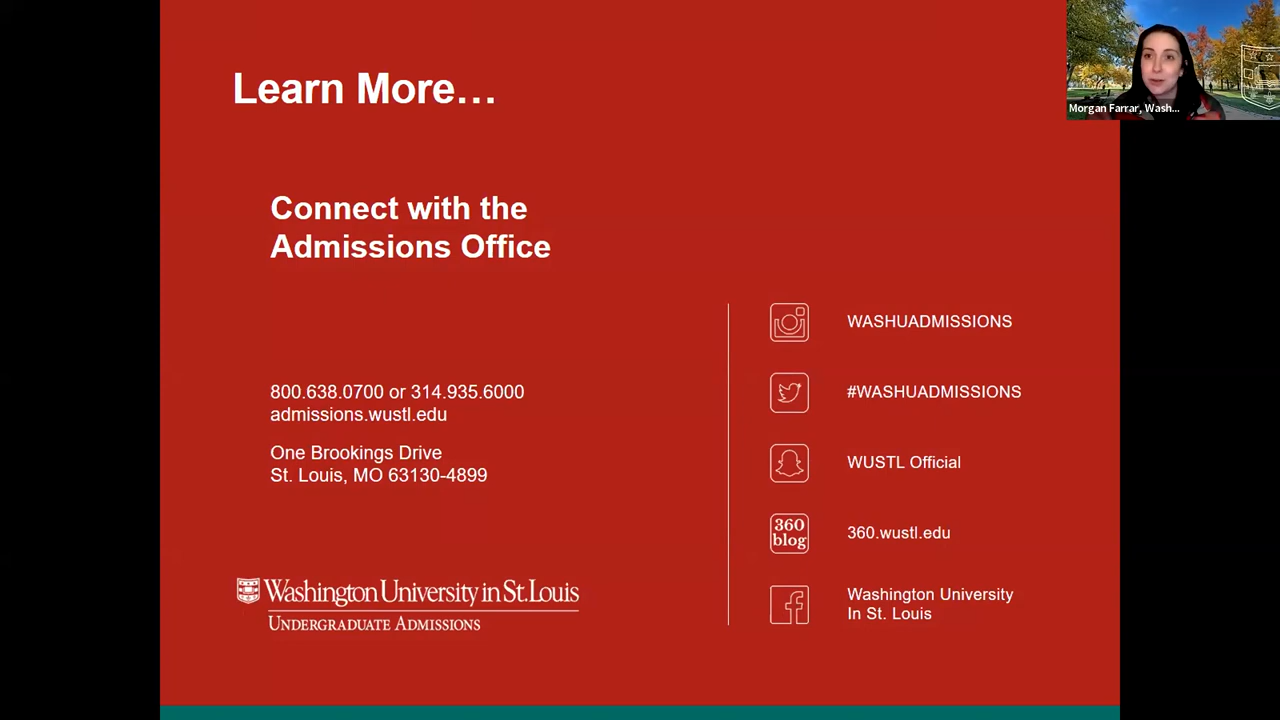 Learn More…
Morgan Farrar, Wash...
Connect with the
Admissions Office
800.638.0700 or 314.935.6000
admissions.wustl.edu
One Brookings Drive
St. Louis, MO 63130-4899
Washington University in St. Louis
UNDERGRADUATE ADMISSIONS
WASHUADMISSIONS
#WASHUADMISSIONS
WUSTL Official
360
blog
360.wustl.edu
Washington University
In St. Louis